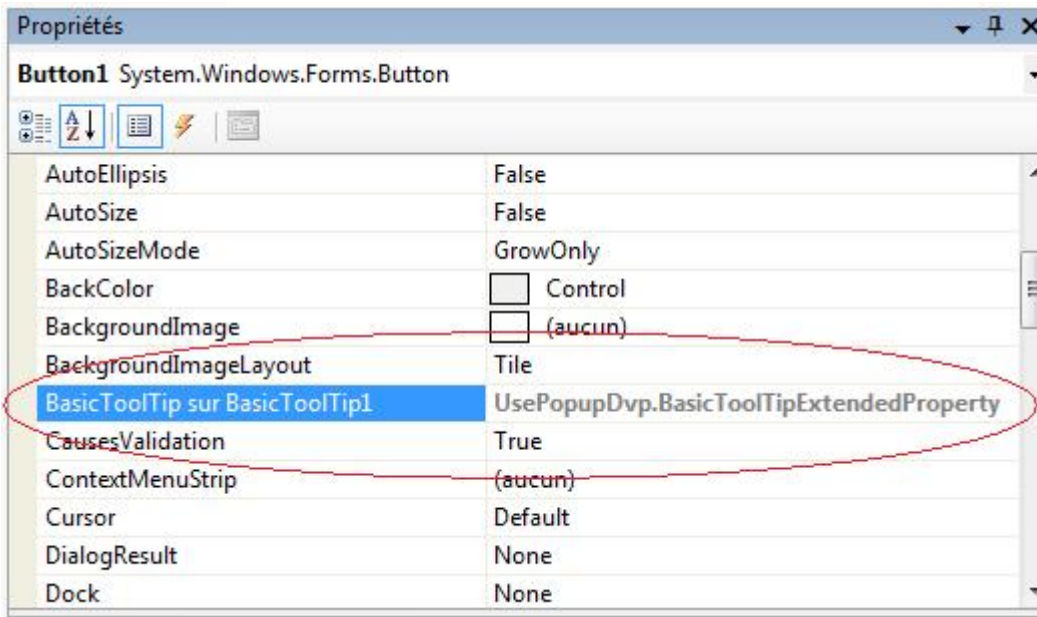 Propriétés
Button1 System.Windows.Forms.Button
AutoEllipsis False
AutoSize False
AutoSizeMode GrowOnly
BackColor Control
BackgroundImage (aucun)
BackgroundImageLayout Tile
BasicToolTip sur BasicToolTip1 UsePopupDvp.BasicToolTipExtendedProperty
CausesValidation True
ContextMenuStrip (aucun)
Cursor Default
DialogResult None
Dock None